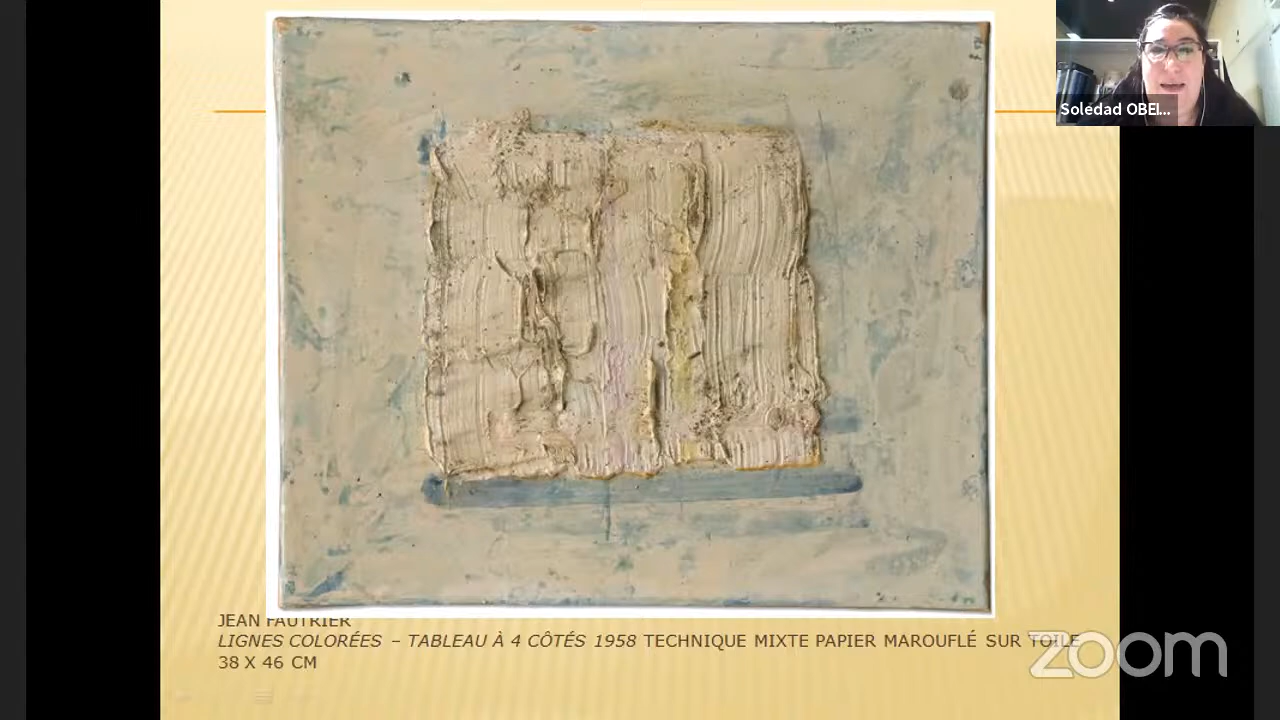 Soledad OBEI...
JEAN FAUTRIER
LIGNES COLORÉES – TABLEAU À 4 CÔTÉS 1958 TECHNIQUE MIXTE PAPIER MAROUFLÉ SUR TOILE
38 X 46 CM
zoom